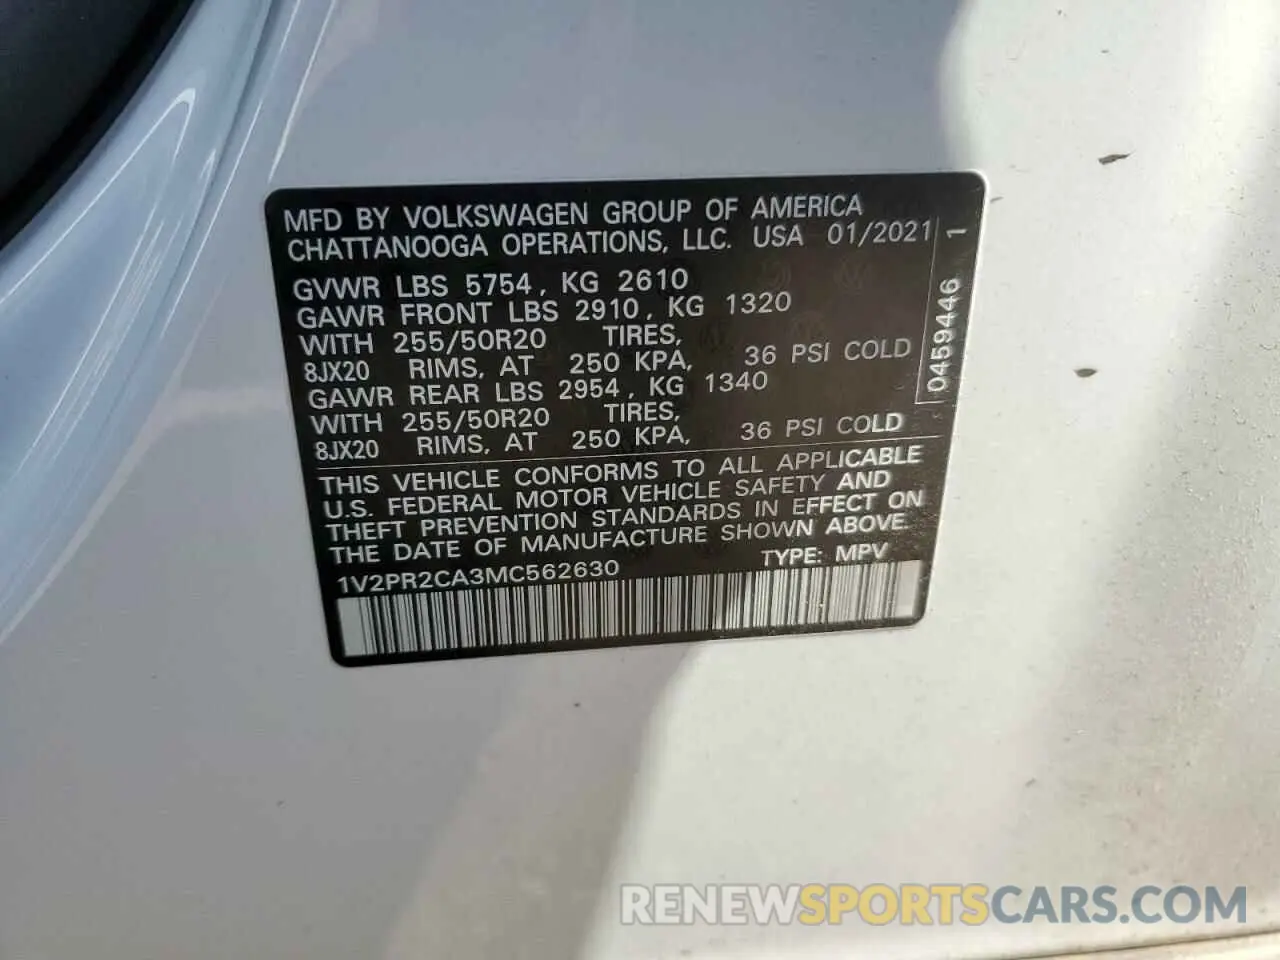 MFD BY VOLKSWAGEN GROUP OF AMERICA
CHATTANOOGA OPERATIONS, LLC. USA 01/2021
GVWR LBS 5754, KG 2610
GAWR FRONT LBS 2910, KG 1320
WITH 255/50R20 TIRES,
8JX20 RIMS, AT 250 KPA, 36 PSI COLD
GAWR REAR LBS 2954, KG 1340
WITH 255/50R20 TIRES,
8JX20 RIMS, AT 250 KPA, 36 PSI COLD
THIS VEHICLE CONFORMS TO ALL APPLICABLE
U.S. FEDERAL MOTOR VEHICLE SAFETY AND
THEFT PREVENTION STANDARDS IN EFFECT ON
THE DATE OF MANUFACTURE SHOWN ABOVE.
1V2PR2CA3MC562630 TYPE: MPV
0459446 1
RENEWSPORTSCARS.COM